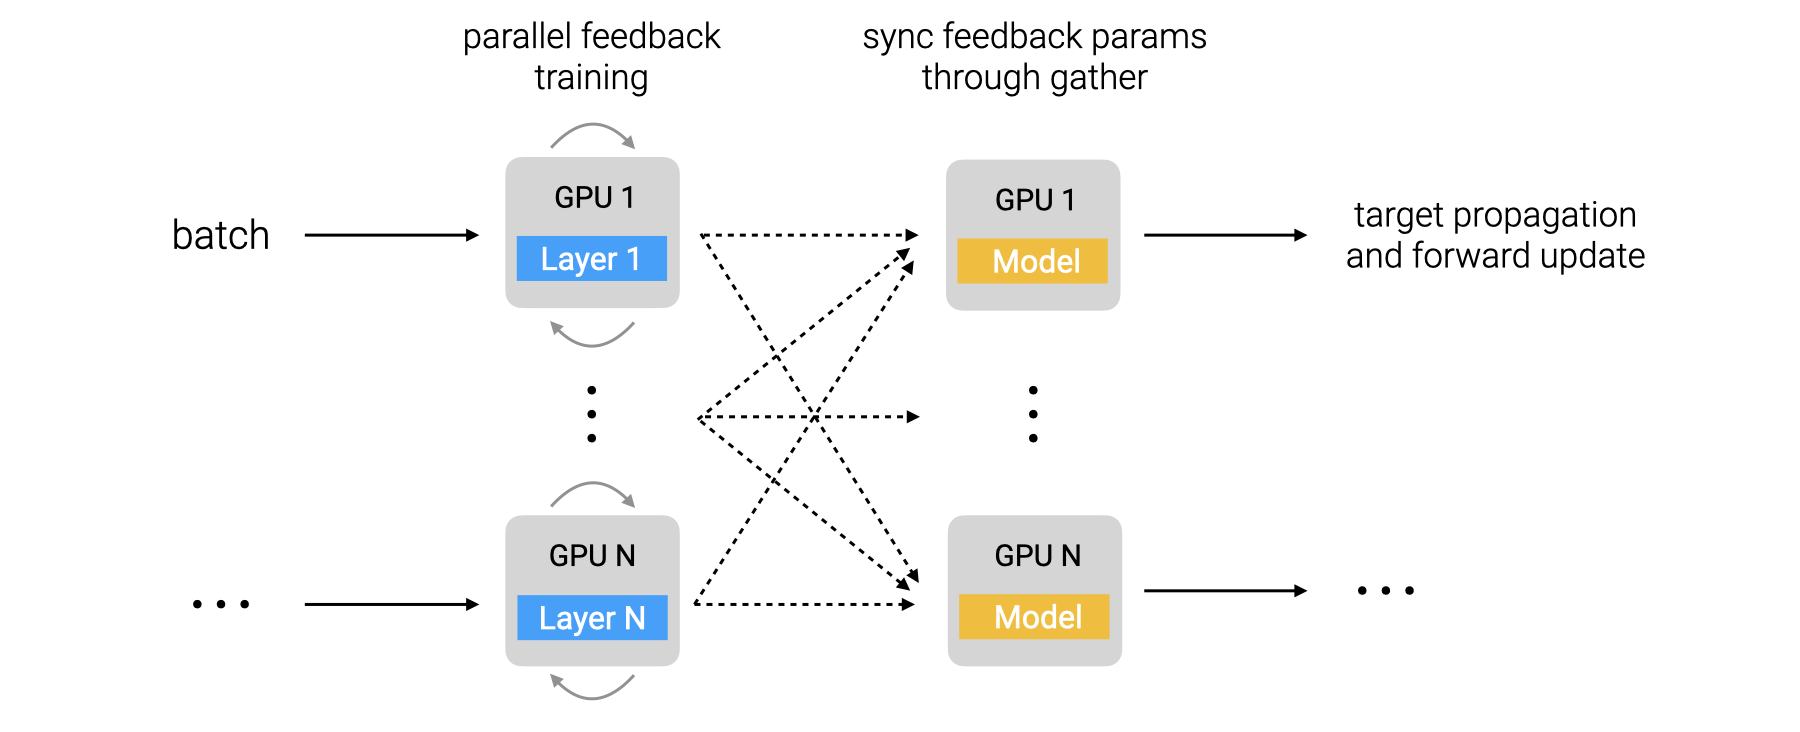 parallel feedback
training
sync feedback params
through gather
batch
GPU 1
Layer 1
GPU 1
Model
target propagation
and forward update
GPU N
Layer N
GPU N
Model